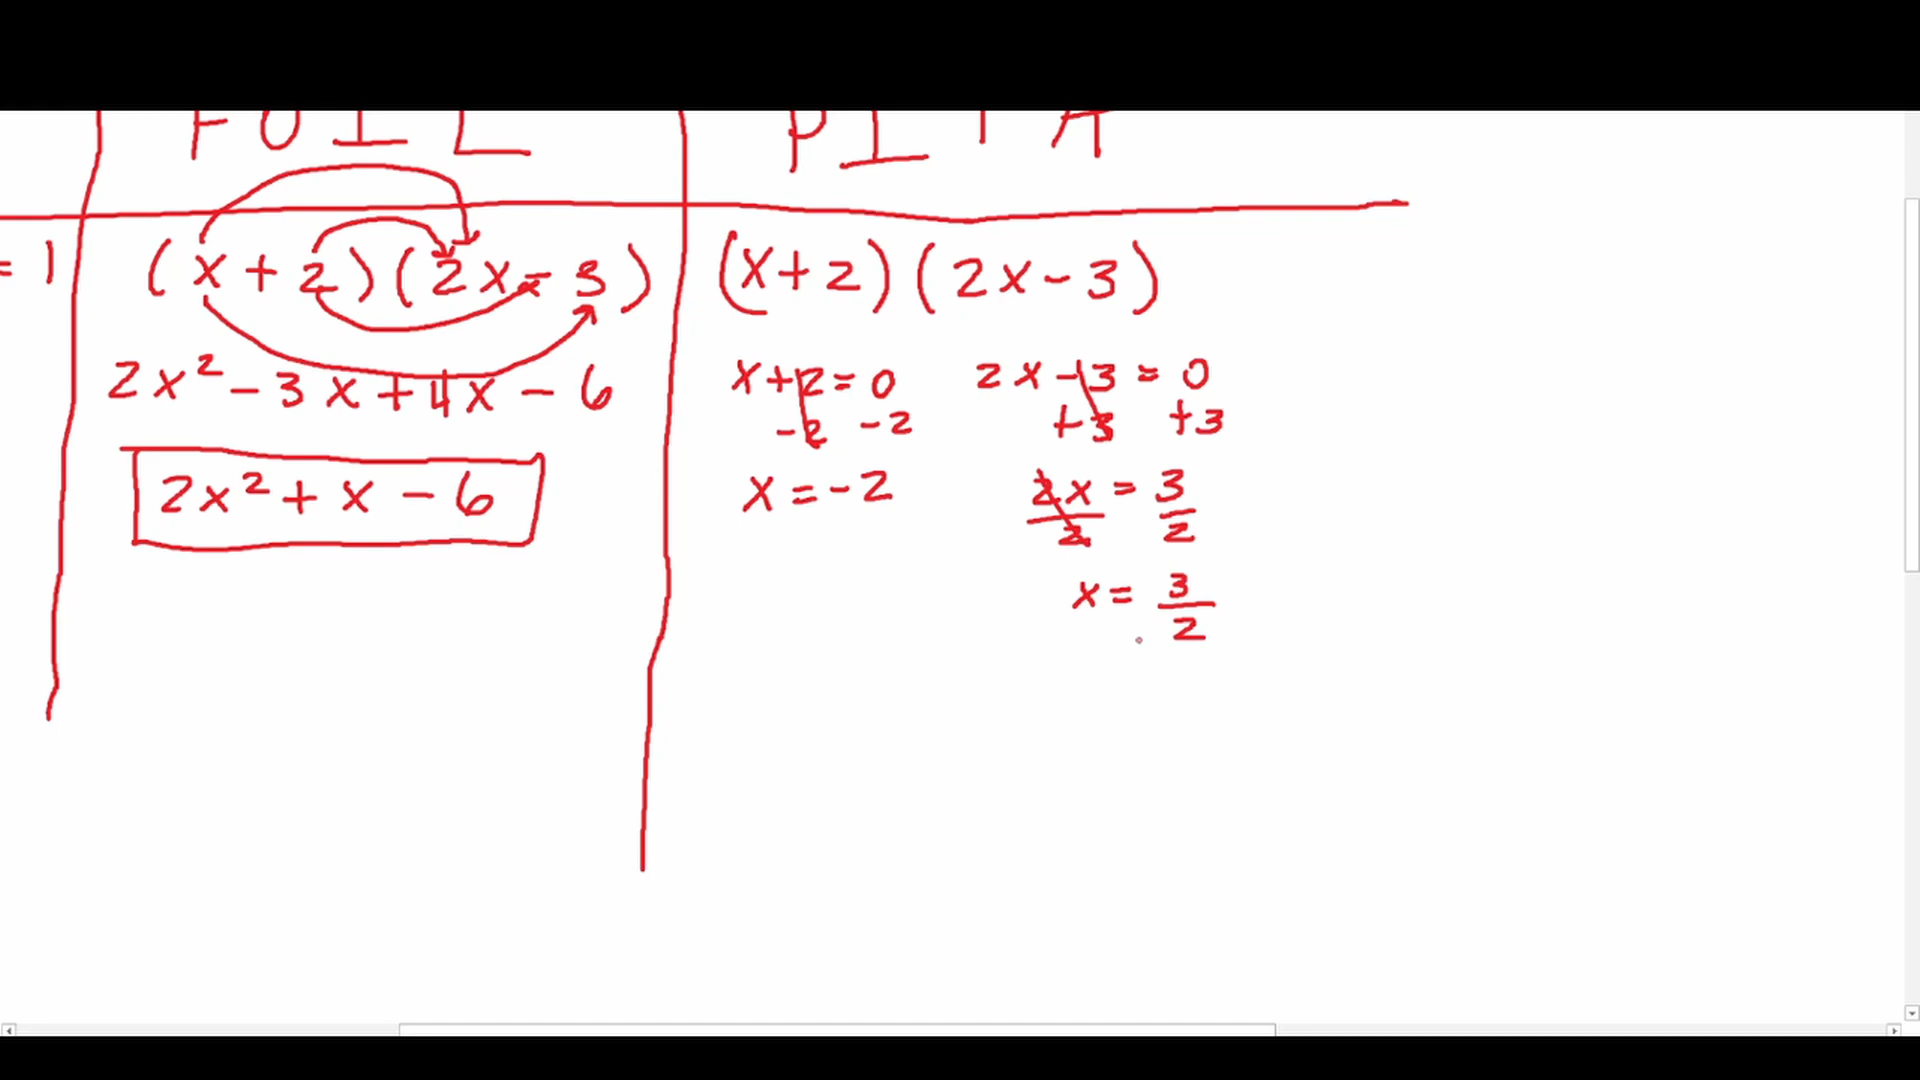 FOIL
PITA
= 1
(x + 2)(2x - 3)
2x² - 3x + 4x - 6
2x² + x - 6
(x + 2)(2x - 3)
x + 2 = 0
-2 -2
x = -2
2x - 3 = 0
+3 +3
2x/2 = 3/2
x = 3/2